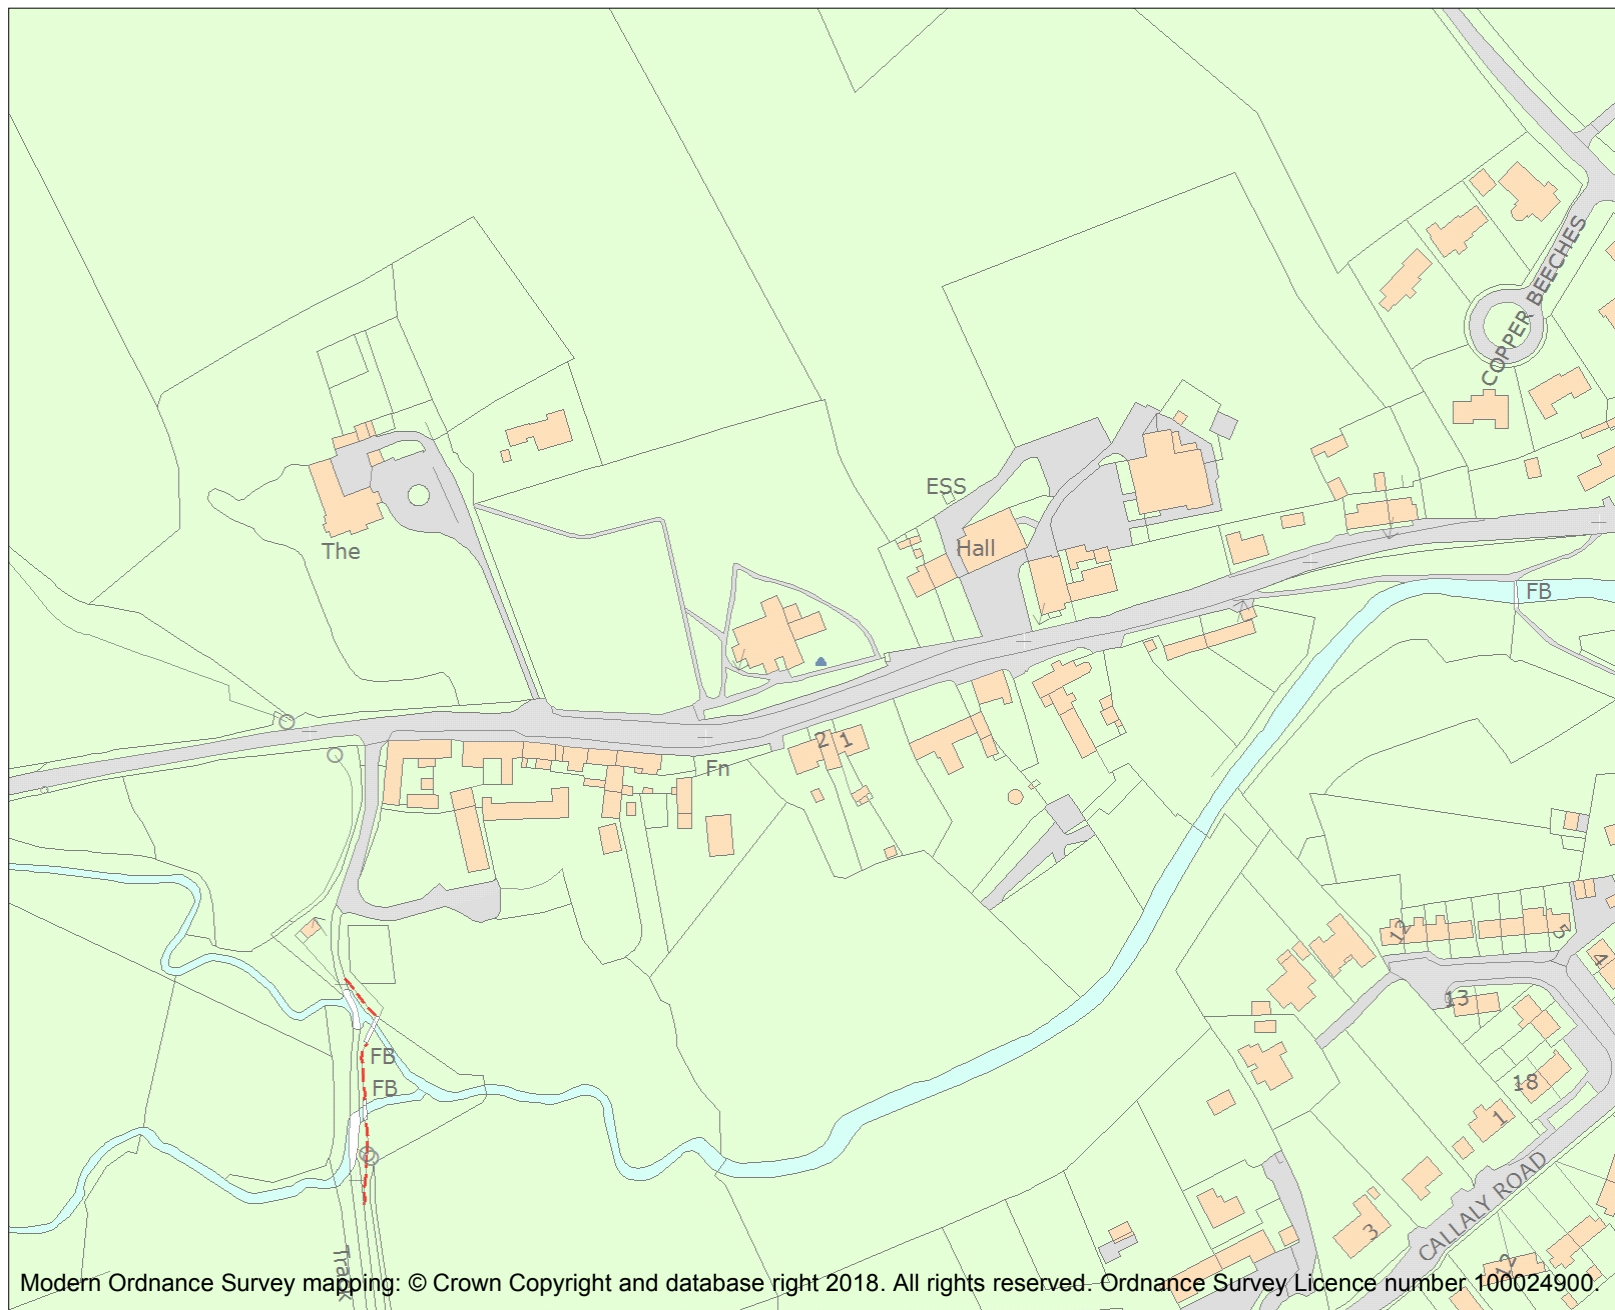 COPPER BEECHES
ESS
Hall
The
FB
2
1
Fn
12
5
4
13
FB
FB
18
1
3
CALLALY ROAD
12
Track
Modern Ordnance Survey mapping: © Crown Copyright and database right 2018. All rights reserved. Ordnance Survey Licence number 100024900.